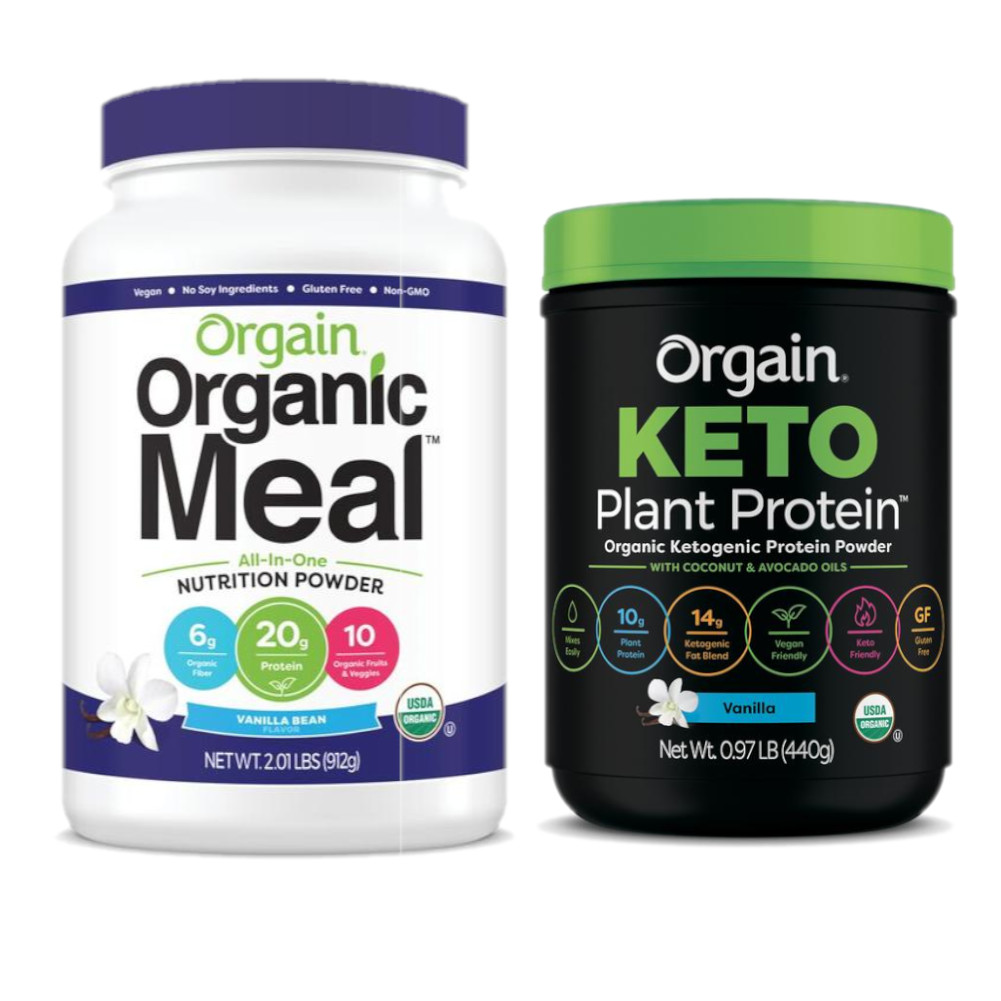 Vegan • No Soy Ingredients • Gluten Free • Non-GMO
Orgain®
Organic
Meal™
All-In-One
NUTRITION POWDER
6g
Organic
Fiber
20g
Protein
10
Organic Fruits
& Veggies
VANILLA BEAN
FLAVOR
USDA
ORGANIC
U
NET WT. 2.01 LBS (912g)
Orgain®
KETO
Plant Protein™
Organic Ketogenic Protein Powder
WITH COCONUT & AVOCADO OILS
Mixes
Easily
10g
Plant
Protein
14g
Ketogenic
Fat Blend
Vegan
Friendly
Keto
Friendly
GF
Gluten
Free
Vanilla
USDA
ORGANIC
U
Net Wt. 0.97 LB (440g)